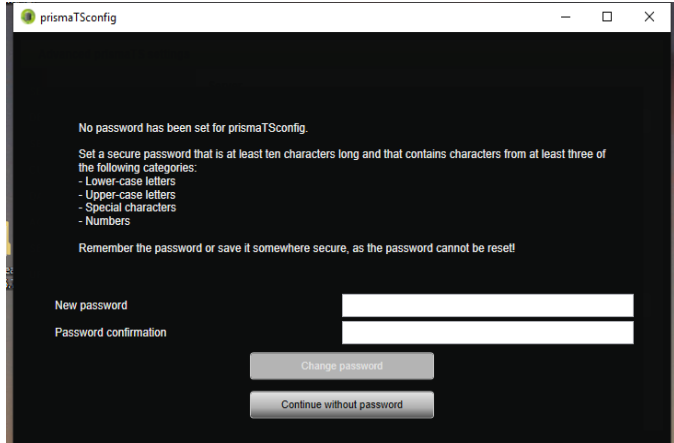 prismaTSconfig
No password has been set for prismaTSconfig.
Set a secure password that is at least ten characters long and that contains characters from at least three of
the following categories:
- Lower-case letters
- Upper-case letters
- Special characters
- Numbers
Remember the password or save it somewhere secure, as the password cannot be reset!
New password
Password confirmation
Change password
Continue without password